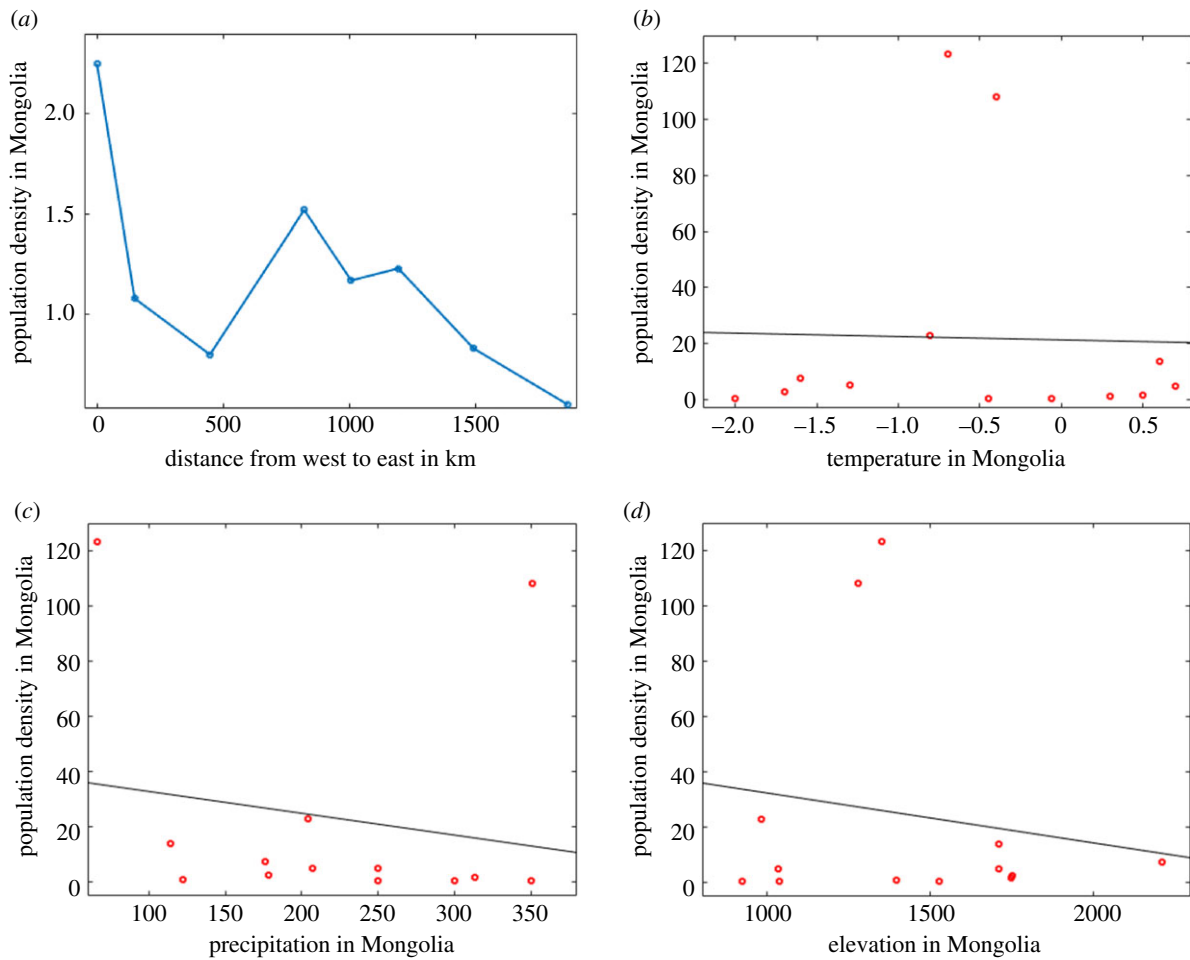 (a)
population density in Mongolia
2.0
1.5
1.0
0 500 1000 1500
distance from west to east in km
(b)
population density in Mongolia
120
100
80
60
40
20
0
–2.0 –1.5 –1.0 –0.5 0 0.5
temperature in Mongolia
(c)
population density in Mongolia
120
100
80
60
40
20
0
100 150 200 250 300 350
precipitation in Mongolia
(d)
population density in Mongolia
120
100
80
60
40
20
0
1000 1500 2000
elevation in Mongolia